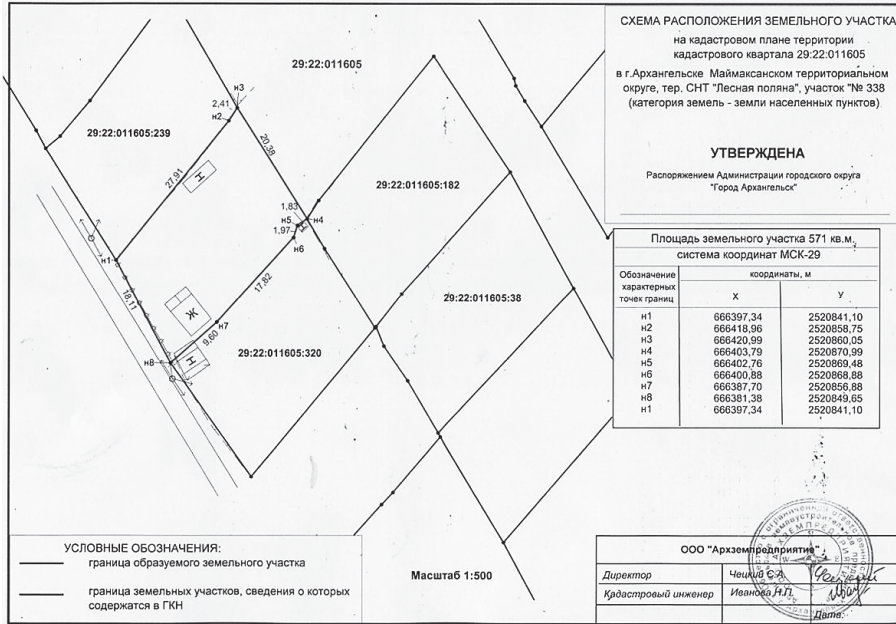 СХЕМА РАСПОЛОЖЕНИЯ ЗЕМЕЛЬНОГО УЧАСТКА
на кадастровом плане территории
кадастрового квартала 29:22:011605
в г.Архангельске Маймаксанском территориальном
округе, тер. СНТ "Лесная поляна", участок "№ 338
(категория земель - земли населенных пунктов)
УТВЕРЖДЕНА
Распоряжением Администрации городского округа
"Город Архангельск"
29:22:011605
н3
2,41
н2
29:22:011605:239
20,38
27,91
Н
29:22:011605:182
1,83
н5
н4
1,97
Н
н6
н1
17,82
29:22:011605:38
18,11
Ж
н7
9,60
29:22:011605:320
н8
Н
Площадь земельного участка 571 кв.м.
система координат МСК-29
Обозначение характерных точек границ
координаты, м
Х У
н1 666397,34 2520841,10
н2 666418,96 2520858,75
н3 666420,99 2520860,05
н4 666403,79 2520870,99
н5 666402,76 2520869,48
н6 666400,88 2520868,88
н7 666387,70 2520856,88
н8 666381,38 2520849,65
н1 666397,34 2520841,10
УСЛОВНЫЕ ОБОЗНАЧЕНИЯ:
граница образуемого земельного участка
граница земельных участков, сведения о которых
содержатся в ГКН
Масштаб 1:500
ООО "Архземпредприятие"
Директор Чецкий С.А.
Кадастровый инженер Иванова Н.П.
Дата: